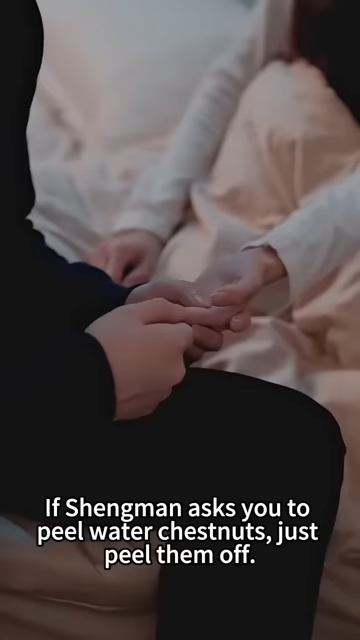 If Shengman asks you to
peel water chestnuts, just
peel them off.